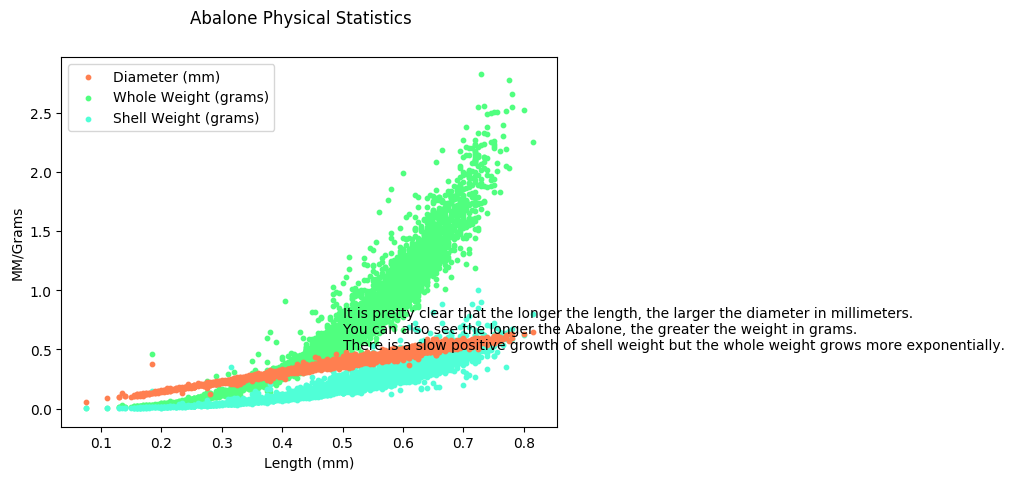 Abalone Physical Statistics
Diameter (mm)
Whole Weight (grams)
Shell Weight (grams)
2.5
2.0
1.5
1.0
0.5
0.0
MM/Grams
It is pretty clear that the longer the length, the larger the diameter in millimeters.
You can also see the longer the Abalone, the greater the weight in grams.
There is a slow positive growth of shell weight but the whole weight grows more exponentially.
0.1 0.2 0.3 0.4 0.5 0.6 0.7 0.8
Length (mm)